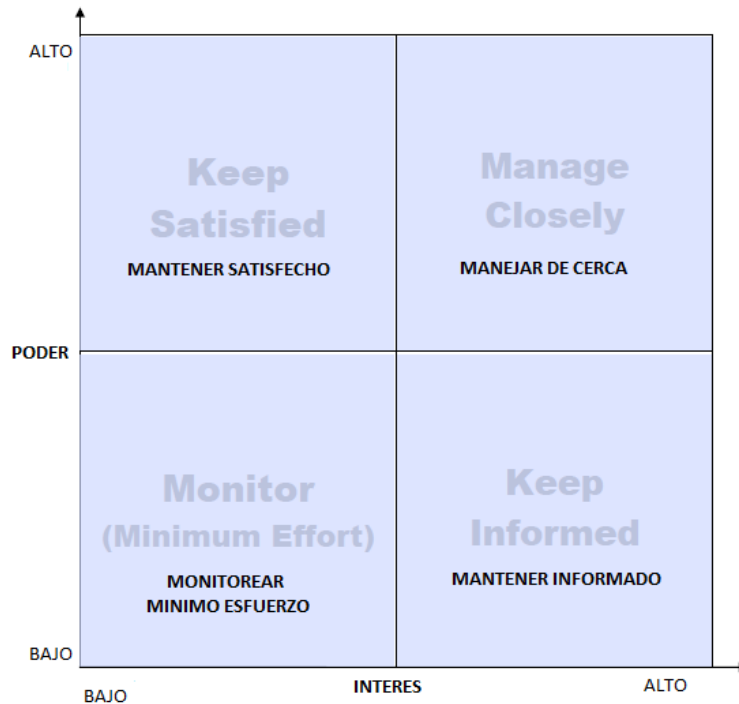 ALTO
Keep
Satisfied
MANTENER SATISFECHO
Manage
Closely
MANEJAR DE CERCA
PODER
Monitor
(Minimum Effort)
MONITOREAR
MINIMO ESFUERZO
Keep
Informed
MANTENER INFORMADO
BAJO
BAJO
INTERES
ALTO